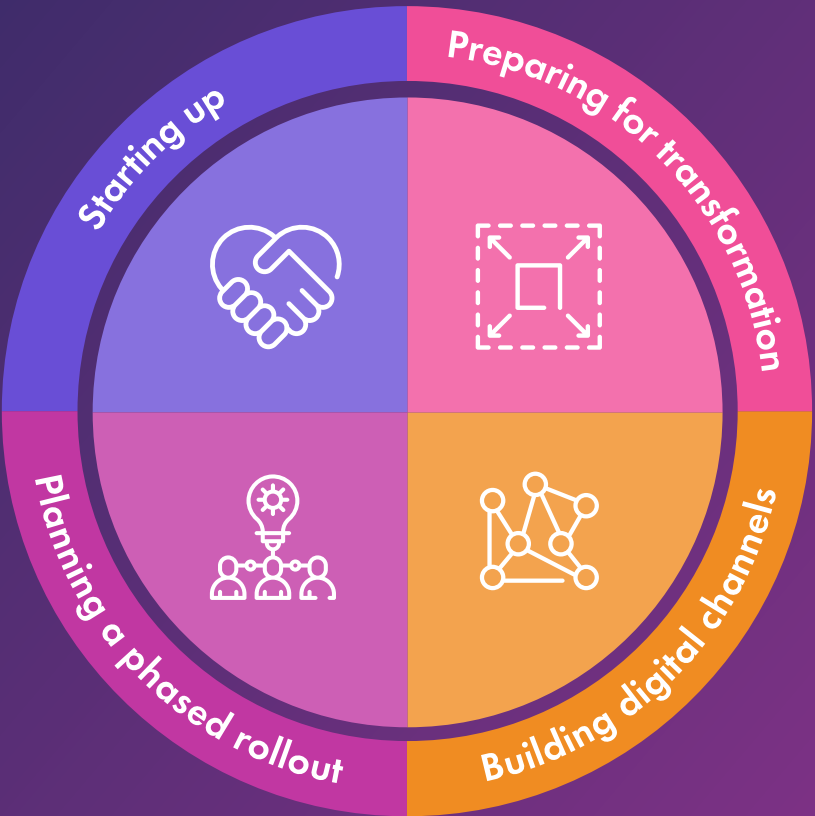 Starting up
Preparing for transformation
Building digital channels
Planning a phased rollout